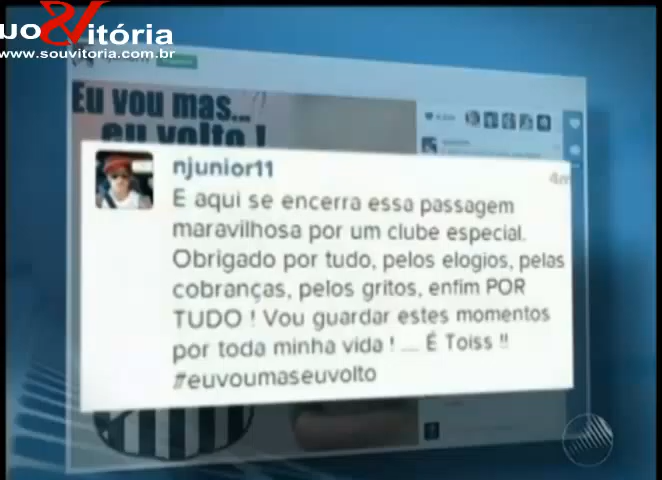 SouVitória
www.souvitoria.com.br
Eu vou mas...
eu volto !
njunior11
4m
E aqui se encerra essa passagem
maravilhosa por um clube especial.
Obrigado por tudo, pelos elogios, pelas
cobranças, pelos gritos, enfim POR
TUDO ! Vou guardar estes momentos
por toda minha vida ! .... É Toiss !!
#euvoumaseuvolto